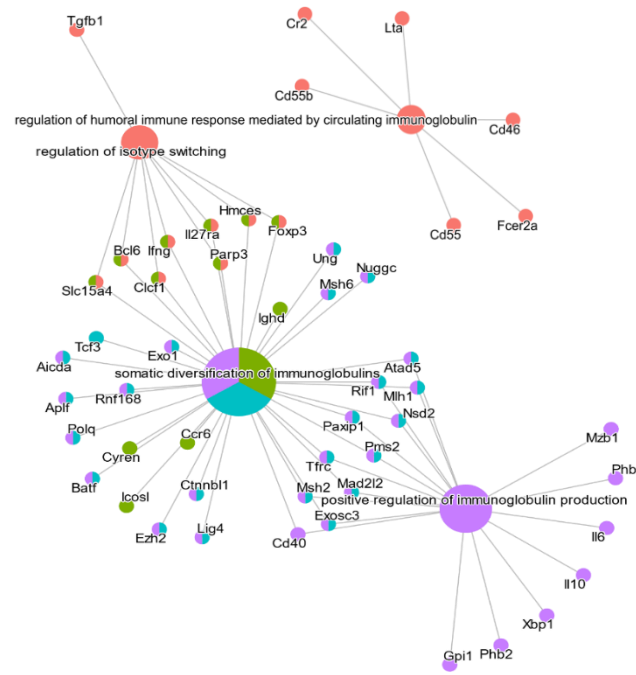 Tgfb1
Cr2
Lta
Cd55b
regulation of humoral immune response mediated by circulating immunoglobulin
Cd46
regulation of isotype switching
Cd55
Fcer2a
Hmces
Il27ra
Foxp3
Bcl6
Ifng
Parp3
Ung
Nuggc
Slc15a4
Clcf1
Msh6
Ighd
Tcf3
Exo1
Atad5
Aicda
somatic diversification of immunoglobulins
Rif1
Mlh1
Rnf168
Aplf
Nsd2
Paxip1
Polq
Ccr6
Pms2
Mzb1
Cyren
Tfrc
Phb
Batf
Ctnnbl1
Mad2l2
Icosl
Msh2
positive regulation of immunoglobulin production
Exosc3
Ezh2
Lig4
Cd40
Il6
Il10
Xbp1
Phb2
Gpi1